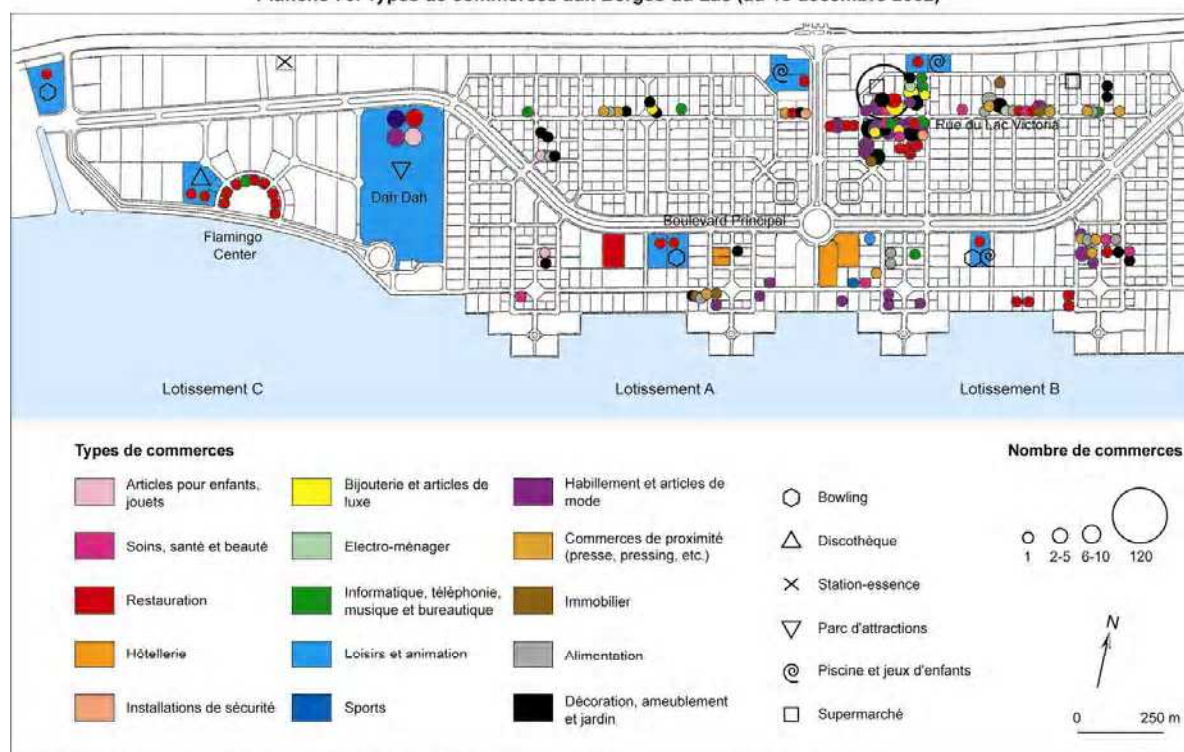 Dah Dah
Flamingo
Center
Boulevard Principal
Rue du Lac Victoria
Lotissement C
Lotissement A
Lotissement B
Types de commerces
Articles pour enfants,
jouets
Soins, santé et beauté
Restauration
Hôtellerie
Installations de sécurité
Bijouterie et articles de
luxe
Electro-ménager
Informatique, téléphonie,
musique et bureautique
Loisirs et animation
Sports
Habillement et articles de
mode
Commerces de proximité
(presse, pressing, etc.)
Immobilier
Alimentation
Décoration, ameublement
et jardin
Bowling
Discothèque
Station-essence
Parc d'attractions
Piscine et jeux d'enfants
Supermarché
Nombre de commerces
1 2-5 6-10 120
N
0 250 m